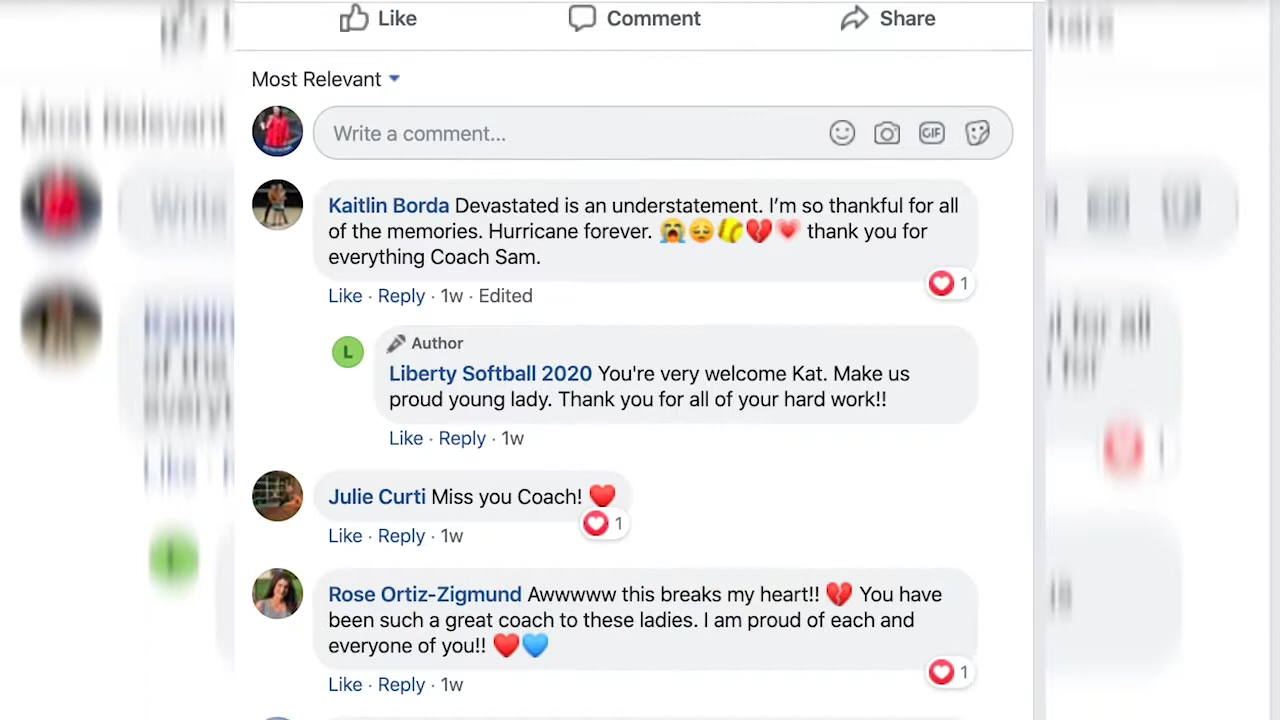 Like Comment Share
Most Relevant
Write a comment... GIF
Kaitlin Borda Devastated is an understatement. I'm so thankful for all
of the memories. Hurricane forever. 😭😔🥎💔💗 thank you for
everything Coach Sam.
1
Like · Reply · 1w · Edited
L
Author
Liberty Softball 2020 You're very welcome Kat. Make us
proud young lady. Thank you for all of your hard work!!
Like · Reply · 1w
Julie Curti Miss you Coach! ❤️
1
Like · Reply · 1w
Rose Ortiz-Zigmund Awwwww this breaks my heart!! 💔 You have
been such a great coach to these ladies. I am proud of each and
everyone of you!! ❤️💙
1
Like · Reply · 1w